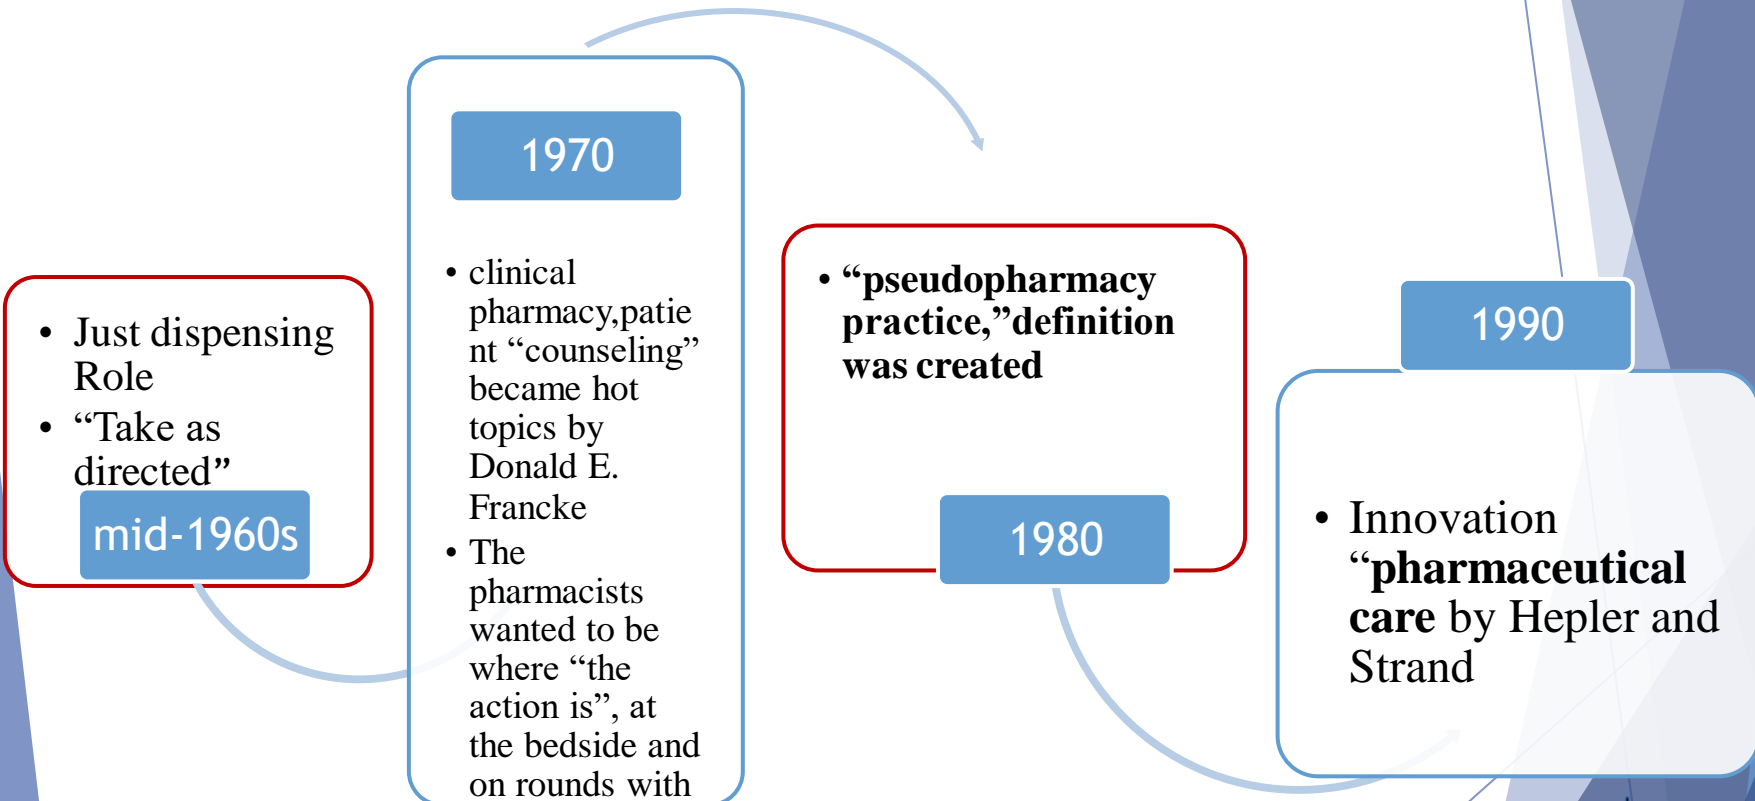 • Just dispensing
Role
• “Take as
directed”
mid-1960s
1970
• clinical
pharmacy,patie
nt “counseling”
became hot
topics by
Donald E.
Francke
• The
pharmacists
wanted to be
where “the
action is”, at
the bedside and
on rounds with
• “pseudopharmacy
practice,”definition
was created
1980
1990
• Innovation
“pharmaceutical
care by Hepler and
Strand